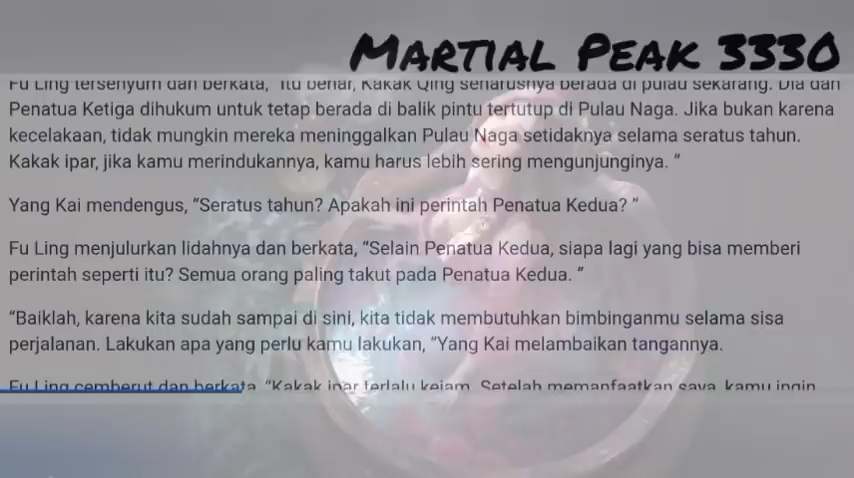 MARTIAL PEAK 3330
Fu Ling tersenyum dan berkata, “Itu benar, Kakak Qing seharusnya berada di pulau sekarang. Dia dan
Penatua Ketiga dihukum untuk tetap berada di balik pintu tertutup di Pulau Naga. Jika bukan karena
kecelakaan, tidak mungkin mereka meninggalkan Pulau Naga setidaknya selama seratus tahun.
Kakak ipar, jika kamu merindukannya, kamu harus lebih sering mengunjunginya. ”
Yang Kai mendengus, “Seratus tahun? Apakah ini perintah Penatua Kedua? ”
Fu Ling menjulurkan lidahnya dan berkata, “Selain Penatua Kedua, siapa lagi yang bisa memberi
perintah seperti itu? Semua orang paling takut pada Penatua Kedua. ”
“Baiklah, karena kita sudah sampai di sini, kita tidak membutuhkan bimbinganmu selama sisa
perjalanan. Lakukan apa yang perlu kamu lakukan, “Yang Kai melambaikan tangannya.
Fu Ling cemberut dan berkata, “Kakak ipar terlalu kejam. Setelah memanfaatkan saya, kamu ingin